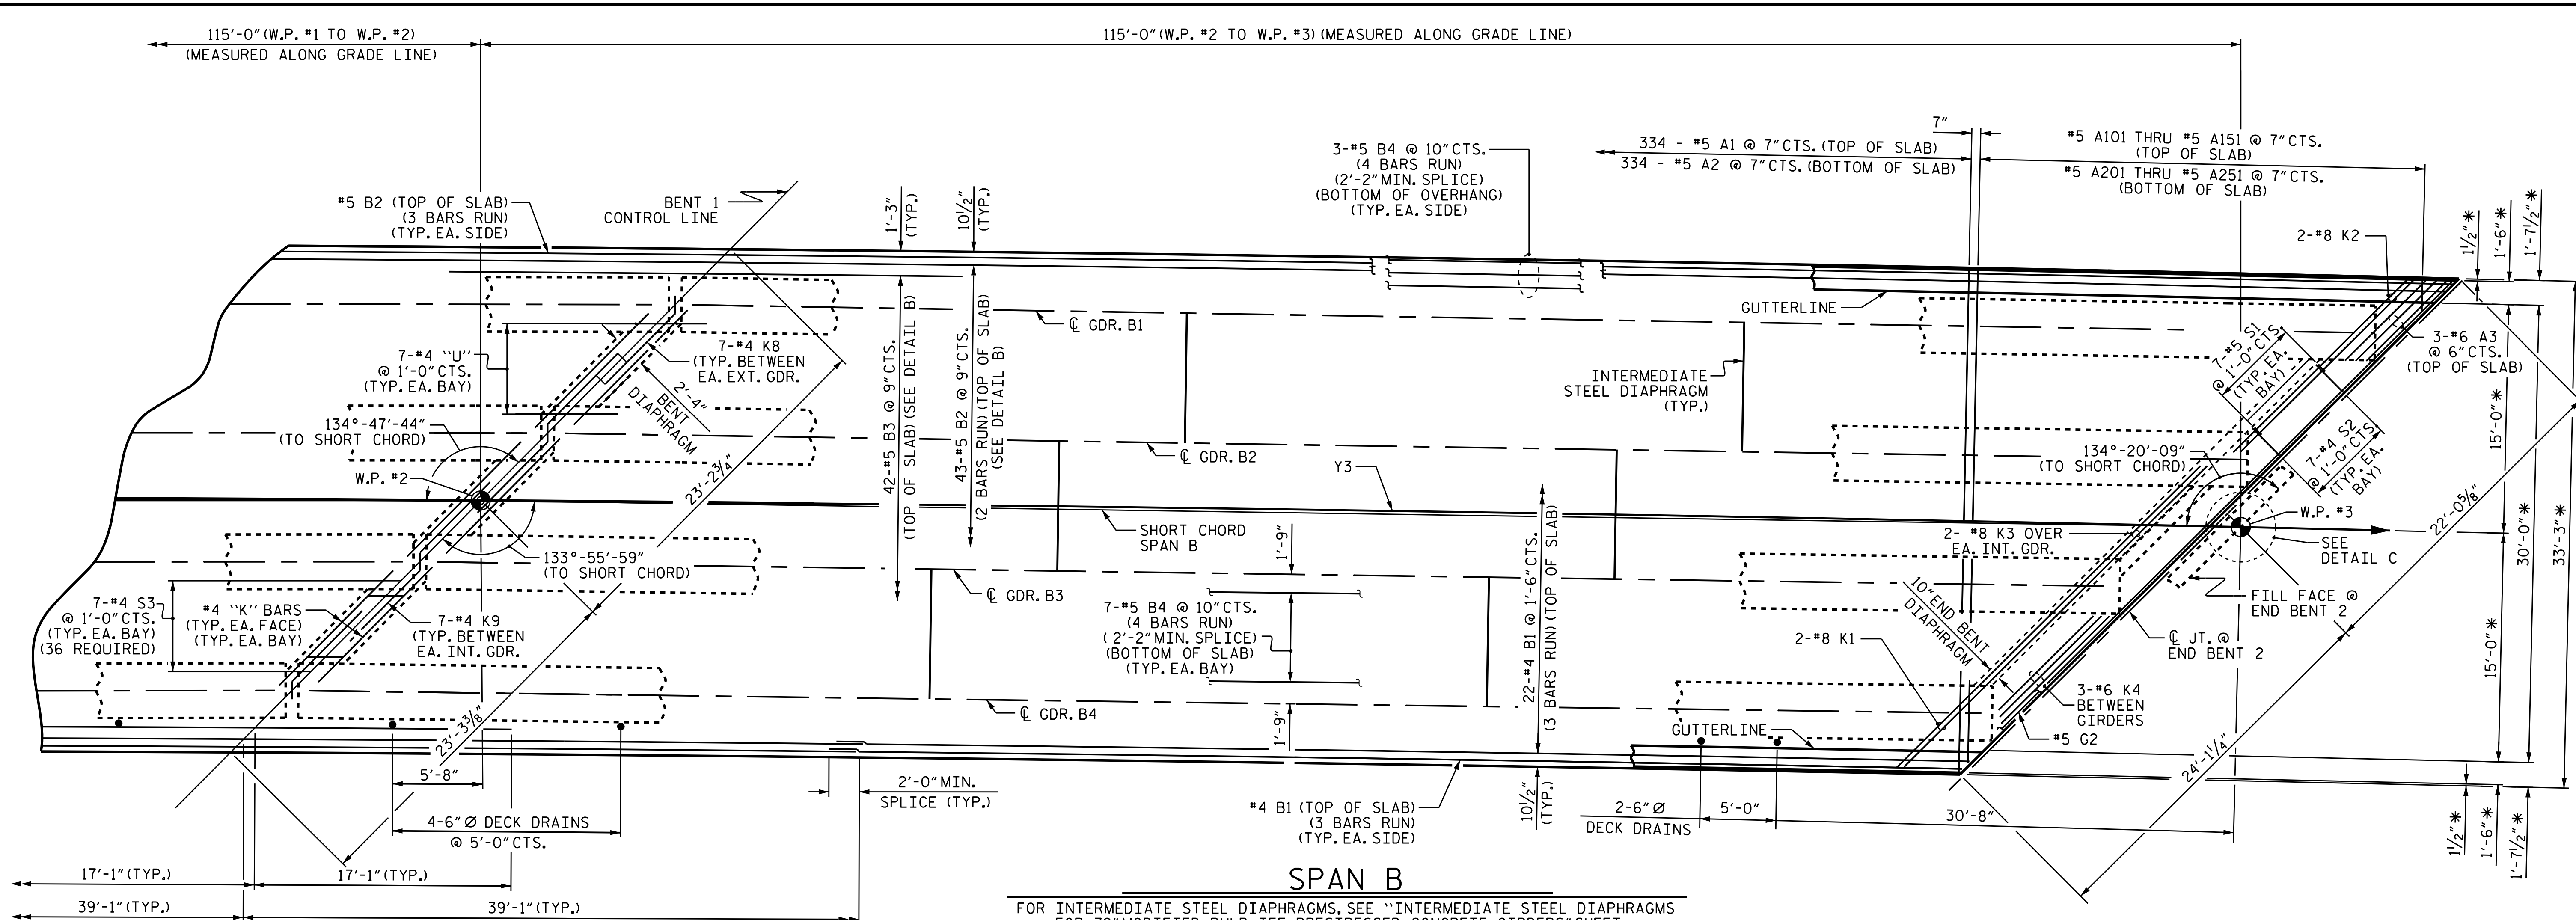 115'-0" (W.P. #1 TO W.P. #2)
(MEASURED ALONG GRADE LINE)
115'-0" (W.P. #2 TO W.P. #3) (MEASURED ALONG GRADE LINE)
#5 B2 (TOP OF SLAB)
(3 BARS RUN)
(TYP. EA. SIDE)
BENT 1
CONTROL LINE
1'-3"
(TYP.)
10½"
(TYP.)
3-#5 B4 @ 10" CTS.
(4 BARS RUN)
(2'-2" MIN. SPLICE)
(BOTTOM OF OVERHANG)
(TYP. EA. SIDE)
7"
334 - #5 A1 @ 7" CTS. (TOP OF SLAB)
334 - #5 A2 @ 7" CTS. (BOTTOM OF SLAB)
#5 A101 THRU #5 A151 @ 7" CTS.
(TOP OF SLAB)
#5 A201 THRU #5 A251 @ 7" CTS.
(BOTTOM OF SLAB)
2-#8 K2
1½"*
1'-6"*
1'-7½"*
GUTTERLINE
℄ GDR. B1
7-#4 ``U''
@ 1'-0" CTS.
(TYP. EA. BAY)
7-#4 K8
(TYP. BETWEEN
EA. EXT. GDR.
2'-4"
BENT
DIAPHRAGM
42-#5 B3 @ 9" CTS.
(TOP OF SLAB) (SEE DETAIL B)
43-#5 B2 @ 9" CTS.
(2 BARS RUN) (TOP OF SLAB)
(SEE DETAIL B)
INTERMEDIATE
STEEL DIAPHRAGM
(TYP.)
7-#5 S1
@ 1'-0" CTS.
(TYP. EA.
BAY)
3-#6 A3
@ 6" CTS.
(TOP OF SLAB)
7-#4 S2
@ 1'-0" CTS.
(TYP. EA.
BAY)
134°-47'-44"
(TO SHORT CHORD)
W.P. #2
23'-2¾"
℄ GDR. B2
Y3
134°-20'-09"
(TO SHORT CHORD)
W.P. #3
22'-0⅝"
15'-0"*
30'-0"*
33'-3"*
SHORT CHORD
SPAN B
133°-55'-59"
(TO SHORT CHORD)
2- #8 K3 OVER
EA. INT. GDR.
SEE
DETAIL C
1'-9"
℄ GDR. B3
7-#4 S3
@ 1'-0" CTS.
(TYP. EA. BAY)
(36 REQUIRED)
#4 ``K'' BARS
(TYP. EA. FACE)
(TYP. EA. BAY)
7-#4 K9
(TYP. BETWEEN
EA. INT. GDR.
7-#5 B4 @ 10" CTS.
(4 BARS RUN)
( 2'-2" MIN. SPLICE)
(BOTTOM OF SLAB)
(TYP. EA. BAY)
22-#4 B1 @ 1'-6" CTS.
(3 BARS RUN) (TOP OF SLAB)
10" END BENT
DIAPHRAGM
FILL FACE @
END BENT 2
2-#8 K1
℄ JT. @
END BENT 2
15'-0"*
3-#6 K4
BETWEEN
GIRDERS
#5 G2
℄ GDR. B4
1'-9"
GUTTERLINE
23'-3⅜"
24'-1¼"
5'-8"
2'-0" MIN.
SPLICE (TYP.)
#4 B1 (TOP OF SLAB)
(3 BARS RUN)
(TYP. EA. SIDE)
10½"
(TYP.)
2-6" Ø
DECK DRAINS
5'-0"
30'-8"
1½"*
1'-6"*
1'-7½"*
4-6" Ø DECK DRAINS
@ 5'-0" CTS.
17'-1" (TYP.)
17'-1" (TYP.)
39'-1" (TYP.)
39'-1" (TYP.)
SPAN B
FOR INTERMEDIATE STEEL DIAPHRAGMS, SEE ``INTERMEDIATE STEEL DIAPHRAGMS